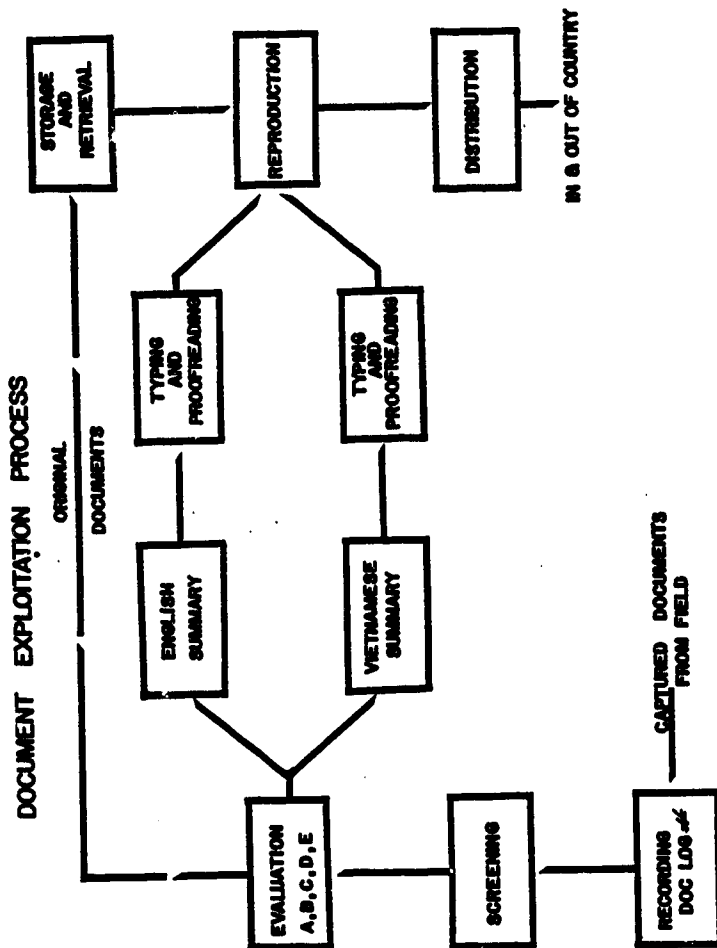 DOCUMENT EXPLOITATION PROCESS
ORIGINAL
DOCUMENTS
STORAGE
AND
RETRIEVAL
ENGLISH
SUMMARY
TYPING
AND
PROOFREADING
EVALUATION
A,B,C,D,E
REPRODUCTION
VIETNAMESE
SUMMARY
TYPING
AND
PROOFREADING
SCREENING
DISTRIBUTION
IN & OUT OF COUNTRY
RECORDING
DOC LOG #
CAPTURED DOCUMENTS
FROM FIELD